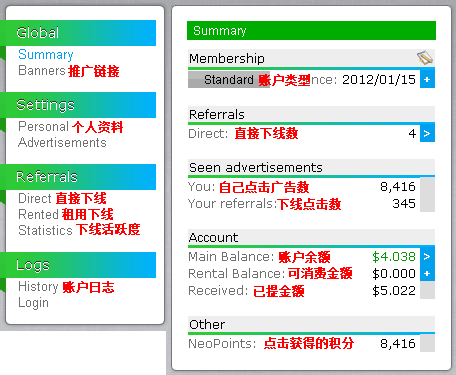 Global
Summary
Banners 推广链接
Settings
Personal 个人资料
Advertisements
Referrals
Direct 直接下线
Rented 租用下线
Statistics 下线活跃度
Logs
History 账户日志
Login
Summary
Membership
Standard 账户类型nce: 2012/01/15 +
Referrals
Direct: 直接下线数 4 >
Seen advertisements
You: 自己点击广告数 8,416
Your referrals:下线点击数 345
Account
Main Balance: 账户余额 $4.038 >
Rental Balance: 可消费金额 $0.000 +
Received: 已提金额 $5.022
Other
NeoPoints: 点击获得的积分 8,416